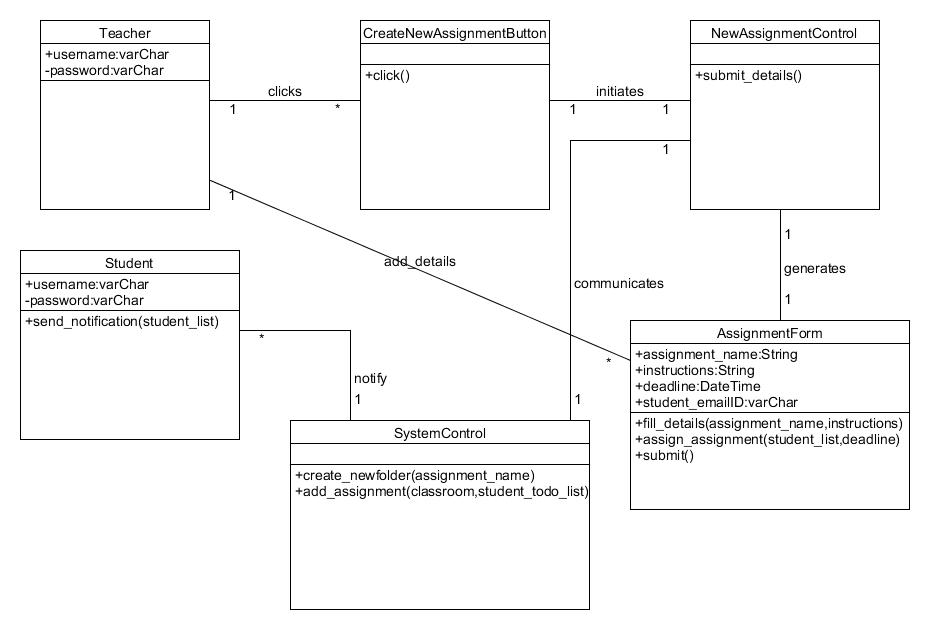 Teacher
+username:varChar
-password:varChar
CreateNewAssignmentButton
+click()
NewAssignmentControl
+submit_details()
clicks
1
*
initiates
1
1
1
1
add_details
*
communicates
1
1
generates
1
Student
+username:varChar
-password:varChar
+send_notification(student_list)
*
notify
1
AssignmentForm
+assignment_name:String
+instructions:String
+deadline:DateTime
+student_emailID:varChar
+fill_details(assignment_name,instructions)
+assign_assignment(student_list,deadline)
+submit()
SystemControl
+create_newfolder(assignment_name)
+add_assignment(classroom,student_todo_list)